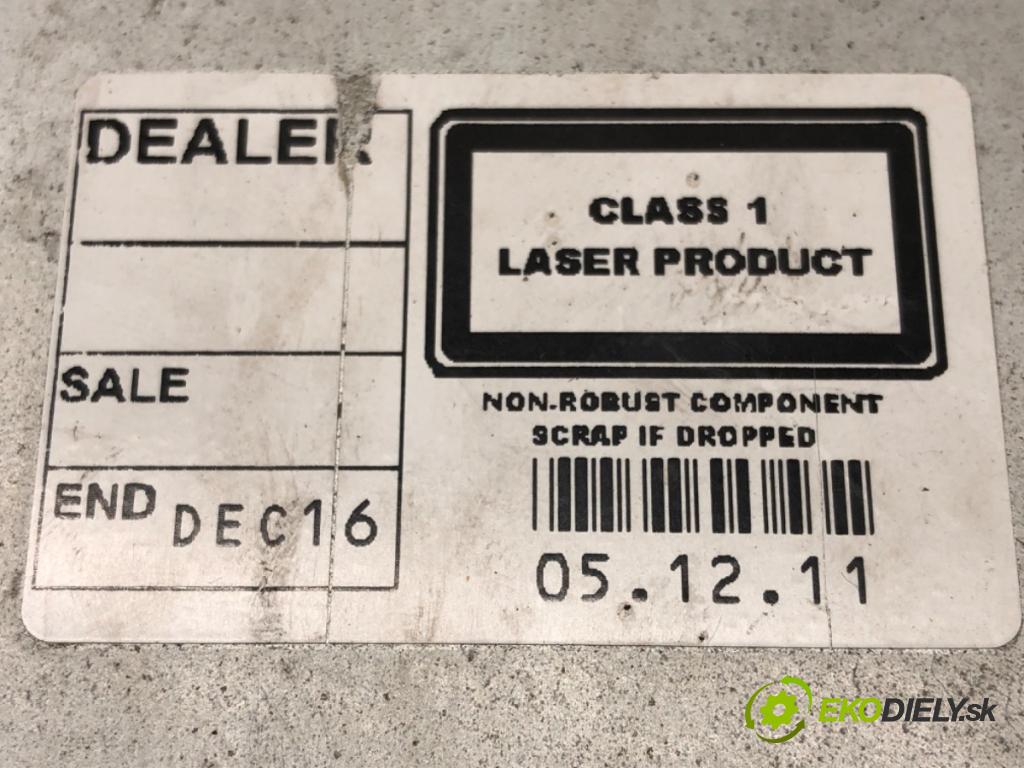 DEALER
SALE
END DEC16
CLASS 1
LASER PRODUCT
NON-ROBUST COMPONENT
SCRAP IF DROPPED
05.12.11
EKODIELY.sk